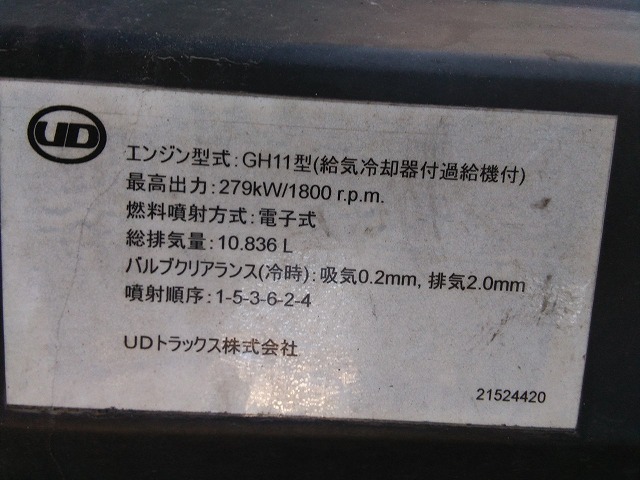 UD
エンジン型式:GH11型(給気冷却器付過給機付)
最高出力:279kW/1800 r.p.m.
燃料噴射方式:電子式
総排気量:10.836 L
バルブクリアランス(冷時):吸気0.2mm, 排気2.0mm
噴射順序:1-5-3-6-2-4
UDトラックス株式会社
21524420